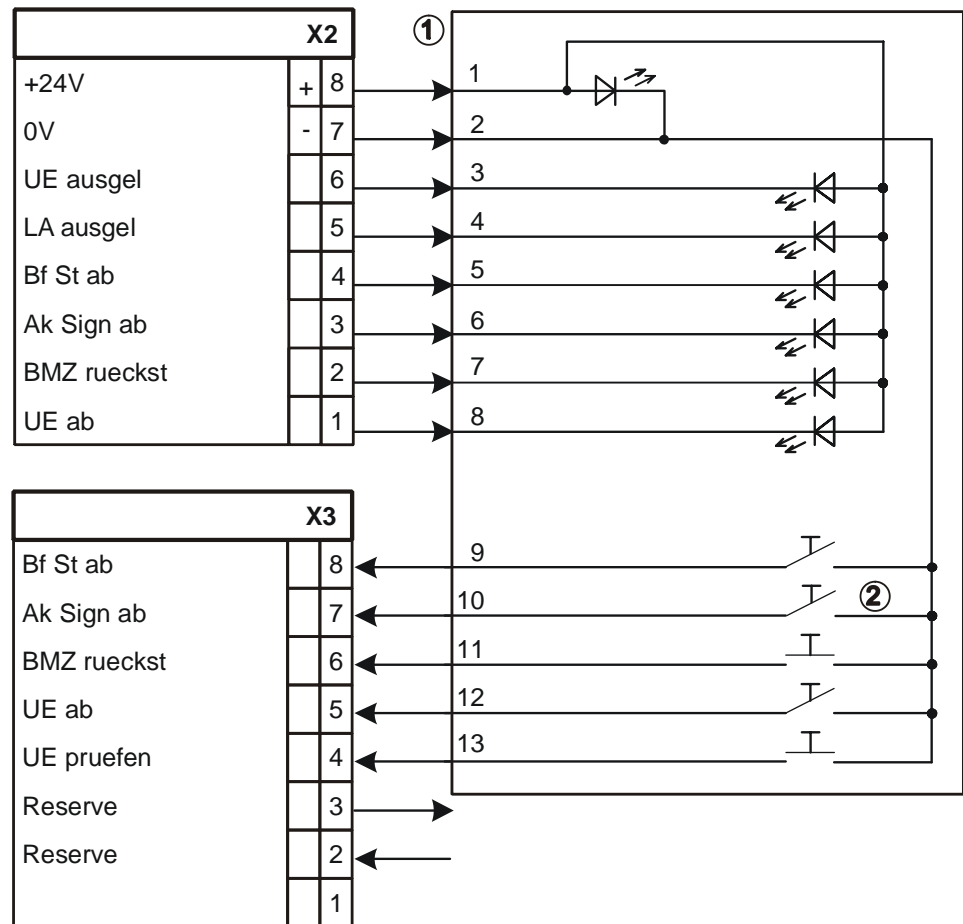 X2
①
+24V + 8 1
0V - 7 2
UE ausgel 6 3
LA ausgel 5 4
Bf St ab 4 5
Ak Sign ab 3 6
BMZ rueckst 2 7
UE ab 1 8
X3
Bf St ab 8 9
Ak Sign ab 7 10 ②
BMZ rueckst 6 11
UE ab 5 12
UE pruefen 4 13
Reserve 3
Reserve 2
1